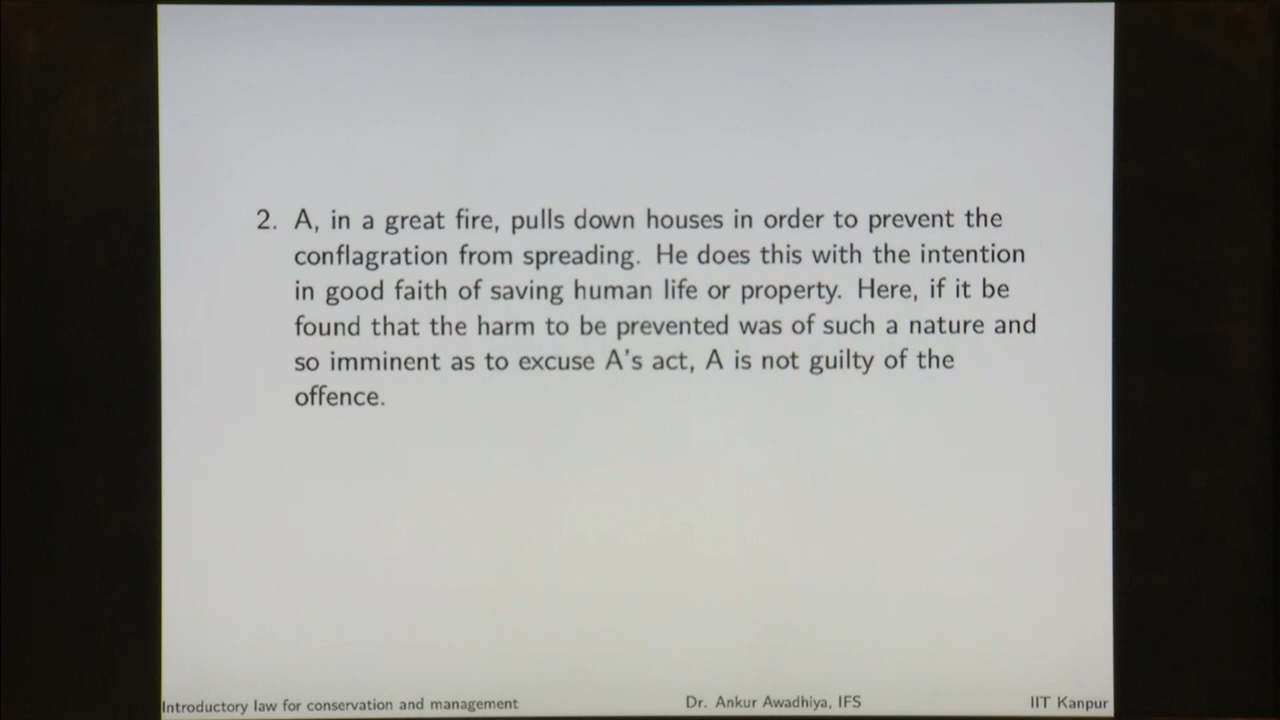 2. A, in a great fire, pulls down houses in order to prevent the
conflagration from spreading. He does this with the intention
in good faith of saving human life or property. Here, if it be
found that the harm to be prevented was of such a nature and
so imminent as to excuse A's act, A is not guilty of the
offence.
Introductory law for conservation and management Dr. Ankur Awadhiya, IFS IIT Kanpur